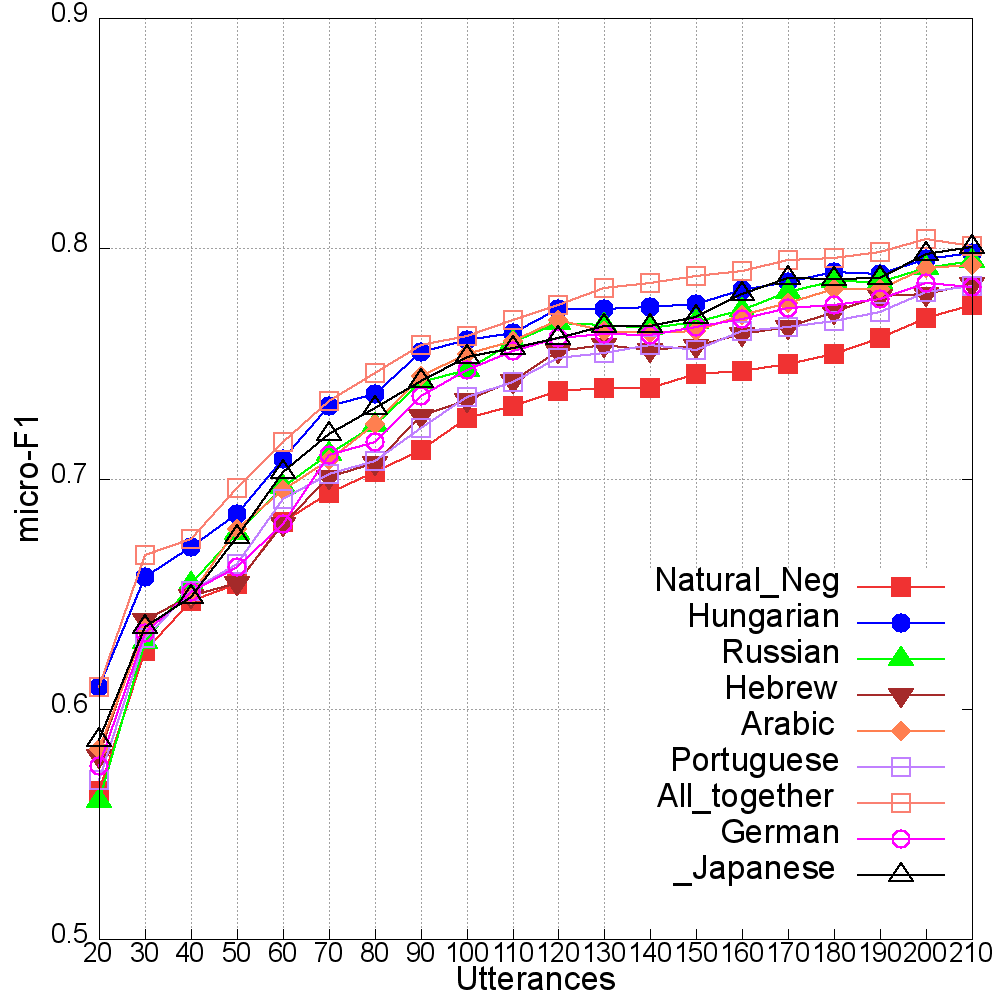 0.9
0.8
0.7
0.6
0.5
micro-F1
Natural_Neg
Hungarian
Russian
Hebrew
Arabic
Portuguese
All_together
German
_Japanese
20 30 40 50 60 70 80 90 100 110 120 130 140 150 160 170 180 190 200 210
Utterances